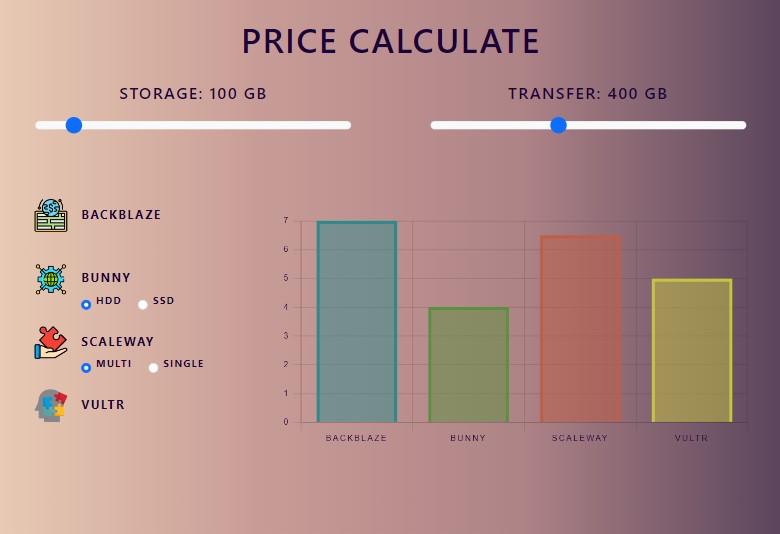 PRICE CALCULATE
STORAGE: 100 GB
TRANSFER: 400 GB
BACKBLAZE
BUNNY
HDD SSD
SCALEWAY
MULTI SINGLE
VULTR
7
6
5
4
3
2
1
0
BACKBLAZE BUNNY SCALEWAY VULTR